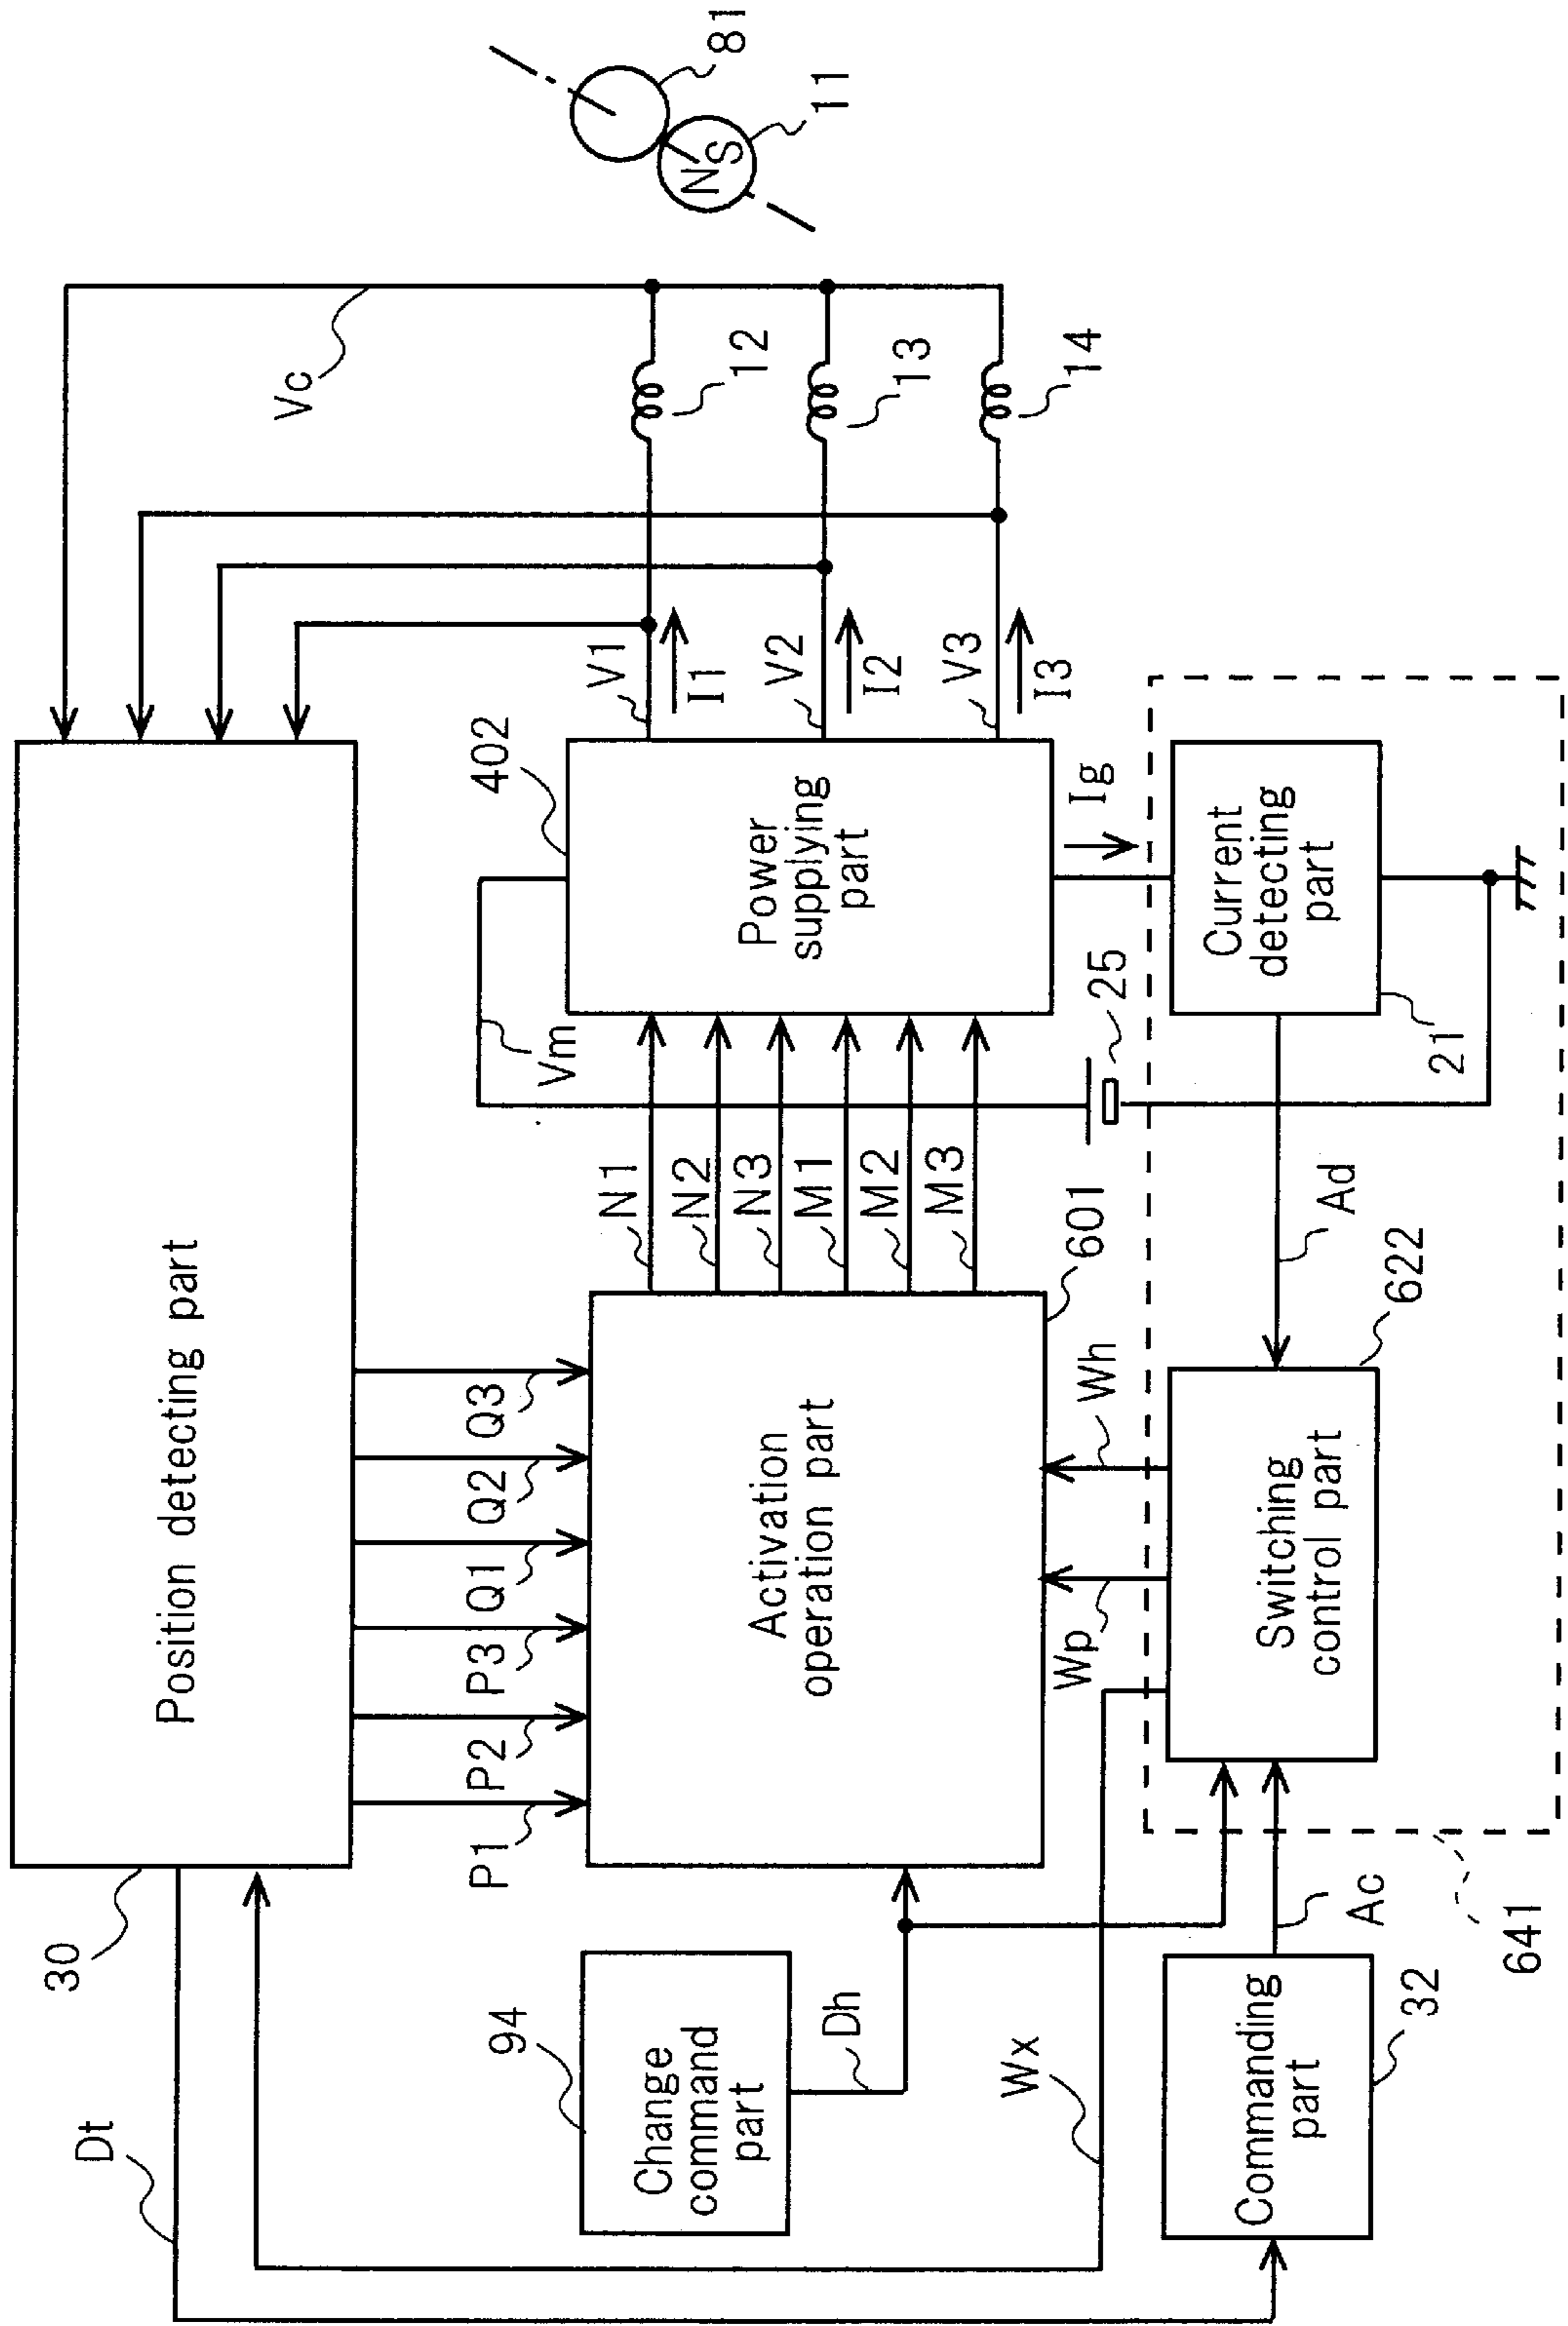 Position detecting part
30
Dt
Vc
P1
P2
P3
Q1
Q2
Q3
94
Change
command
part
Dh
Activation
operation part
601
N1
N2
N3
M1
M2
M3
Vm
402
Power
supplying
part
V1
I1
V2
I2
V3
I3
12
13
14
81
11
N
S
Ig
25
Wx
Wp
Wh
Commanding
part
32
Ac
641
Switching
control part
622
Ad
Current
detecting
part
21